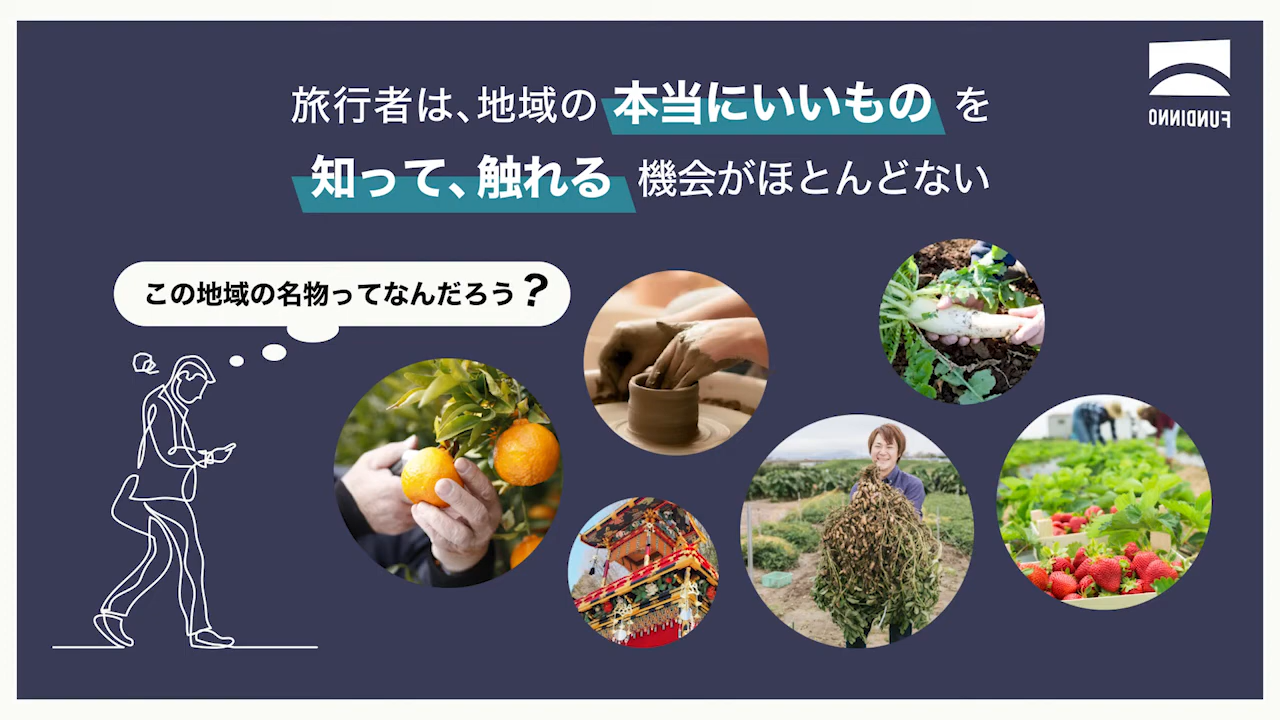 旅行者は、地域の 本当にいいもの を
知って、触れる 機会がほとんどない
FUNDINNO
この地域の名物ってなんだろう?